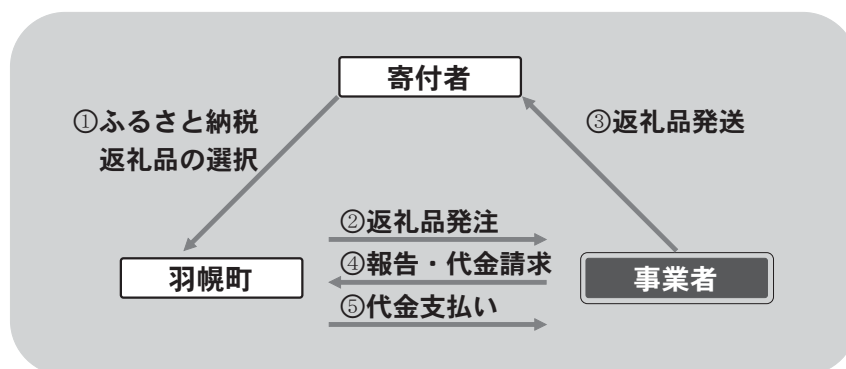 寄付者
①ふるさと納税
返礼品の選択
③返礼品発送
②返礼品発注
羽幌町
④報告・代金請求
事業者
⑤代金支払い